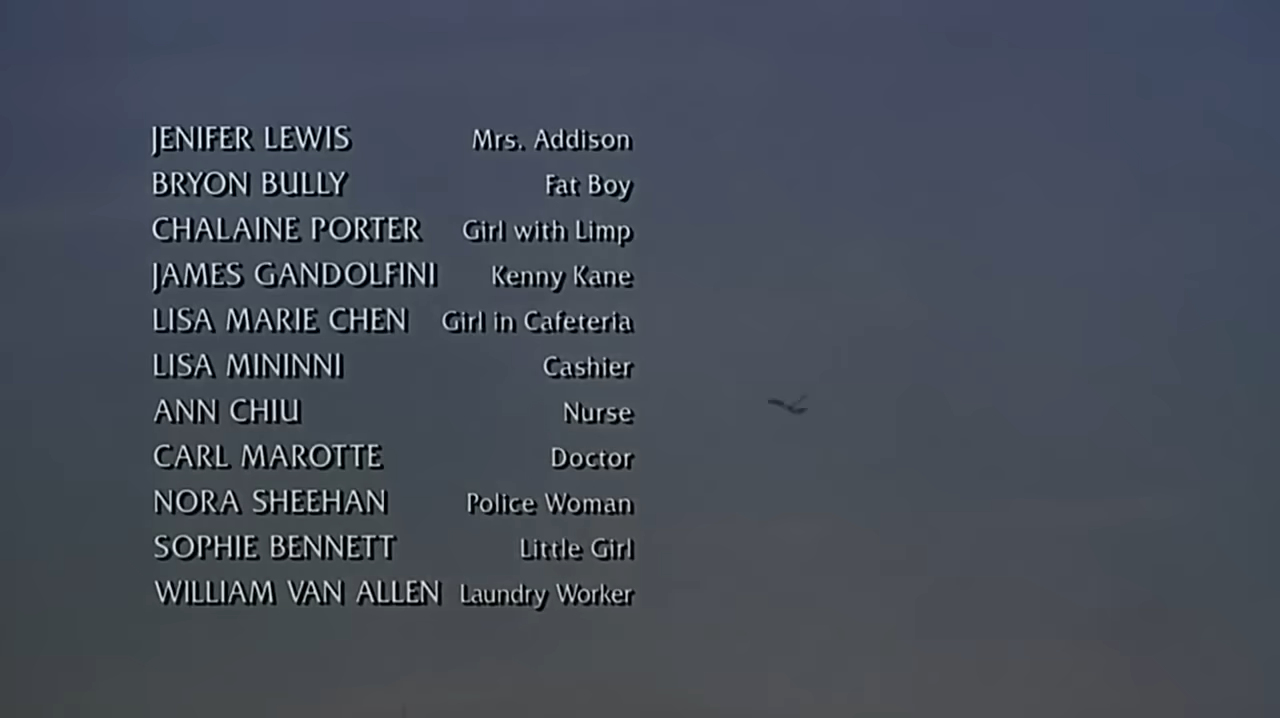 JENIFER LEWIS Mrs. Addison
BRYON BULLY Fat Boy
CHALAINE PORTER Girl with Limp
JAMES GANDOLFINI Kenny Kane
LISA MARIE CHEN Girl in Cafeteria
LISA MININNI Cashier
ANN CHIU Nurse
CARL MAROTTE Doctor
NORA SHEEHAN Police Woman
SOPHIE BENNETT Little Girl
WILLIAM VAN ALLEN Laundry Worker